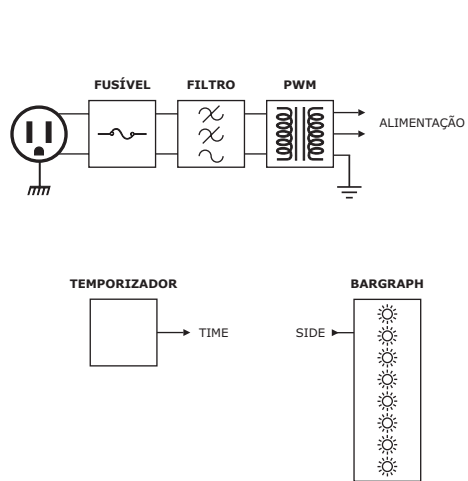 FUSÍVEL FILTRO PWM
ALIMENTAÇÃO
TEMPORIZADOR BARGRAPH
TIME SIDE